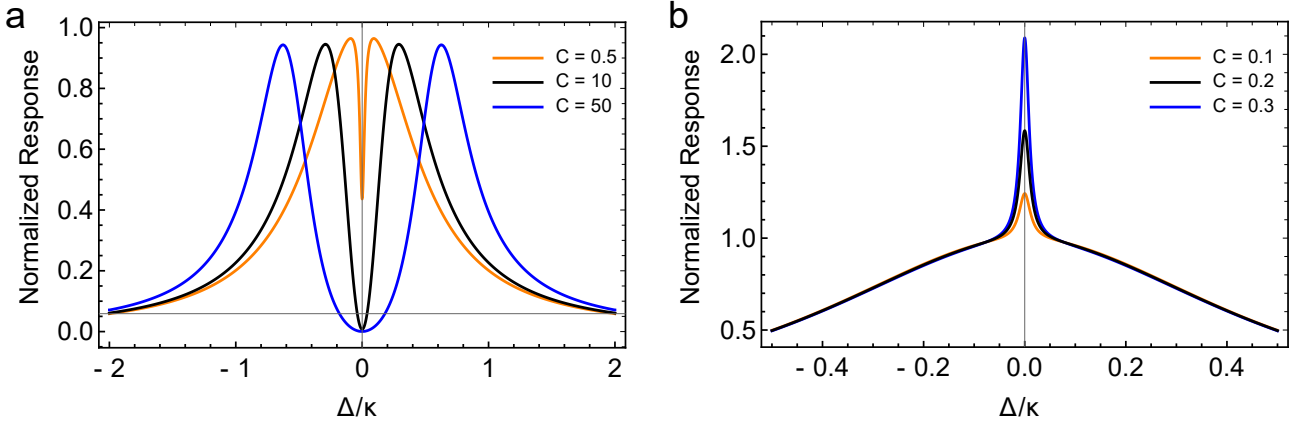 a
Normalized Response
1.0
0.8
0.6
0.4
0.2
0.0
C = 0.5
C = 10
C = 50
- 2
- 1
0
1
2
Δ/κ
b
Normalized Response
2.0
1.5
1.0
0.5
C = 0.1
C = 0.2
C = 0.3
- 0.4
- 0.2
0.0
0.2
0.4
Δ/κ